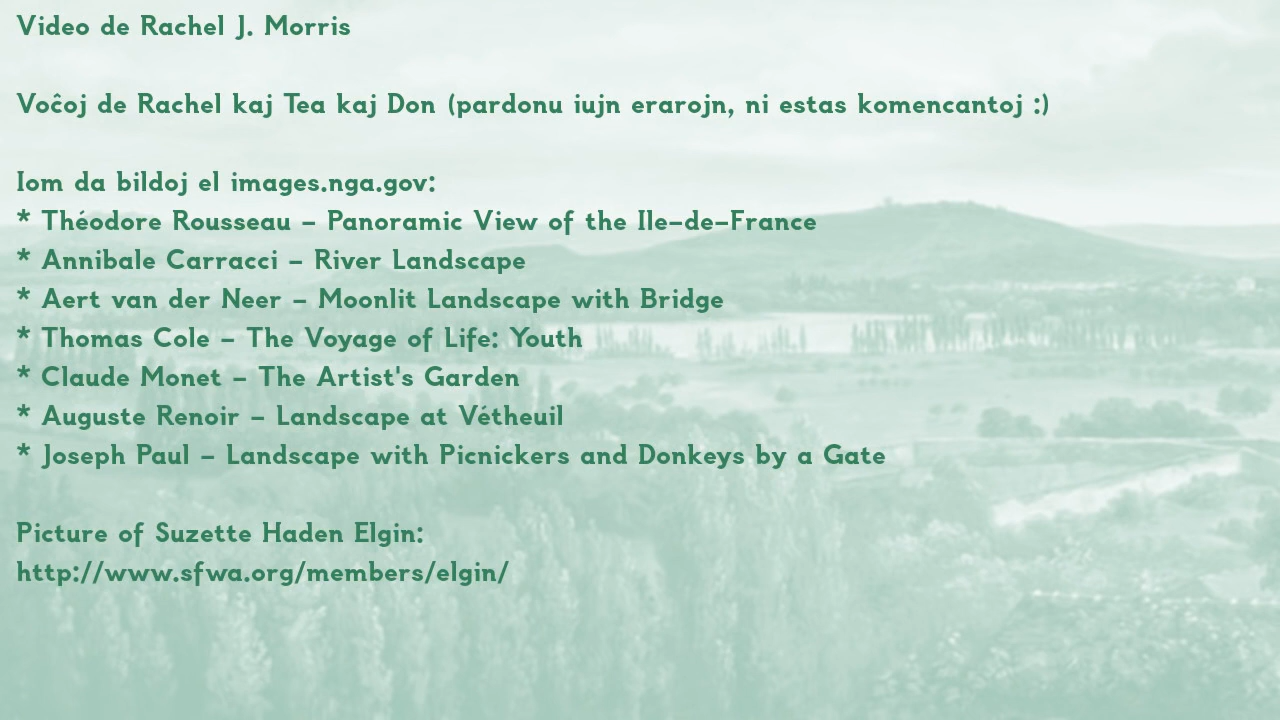 Video de Rachel J. Morris
Voĉoj de Rachel kaj Tea kaj Don (pardonu iujn erarojn, ni estas komencantoj :)
Iom da bildoj el images.nga.gov:
* Théodore Rousseau - Panoramic View of the Ile-de-France
* Annibale Carracci - River Landscape
* Aert van der Neer - Moonlit Landscape with Bridge
* Thomas Cole - The Voyage of Life: Youth
* Claude Monet - The Artist's Garden
* Auguste Renoir - Landscape at Vétheuil
* Joseph Paul - Landscape with Picnickers and Donkeys by a Gate
Picture of Suzette Haden Elgin:
http://www.sfwa.org/members/elgin/